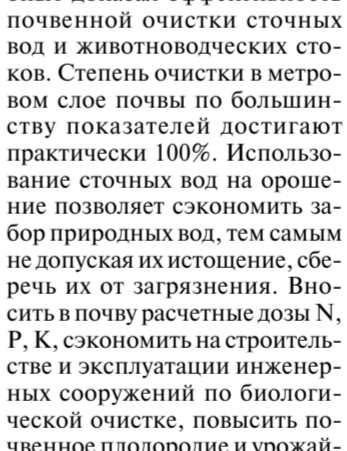 почвенной очистки сточных
вод и животноводческих сто-
ков. Степень очистки в метро-
вом слое почвы по большин-
ству показателей достигают
практически 100%. Использо-
вание сточных вод на ороше-
ние позволяет сэкономить за-
бор природных вод, тем самым
не допуская их истощение, сбе-
речь их от загрязнения. Вно-
сить в почву расчетные дозы N,
P, K, сэкономить на строитель-
стве и эксплуатации инженер-
ных сооружений по биологи-
ческой очистке, повысить по-
чвенное плодородие и урожай-